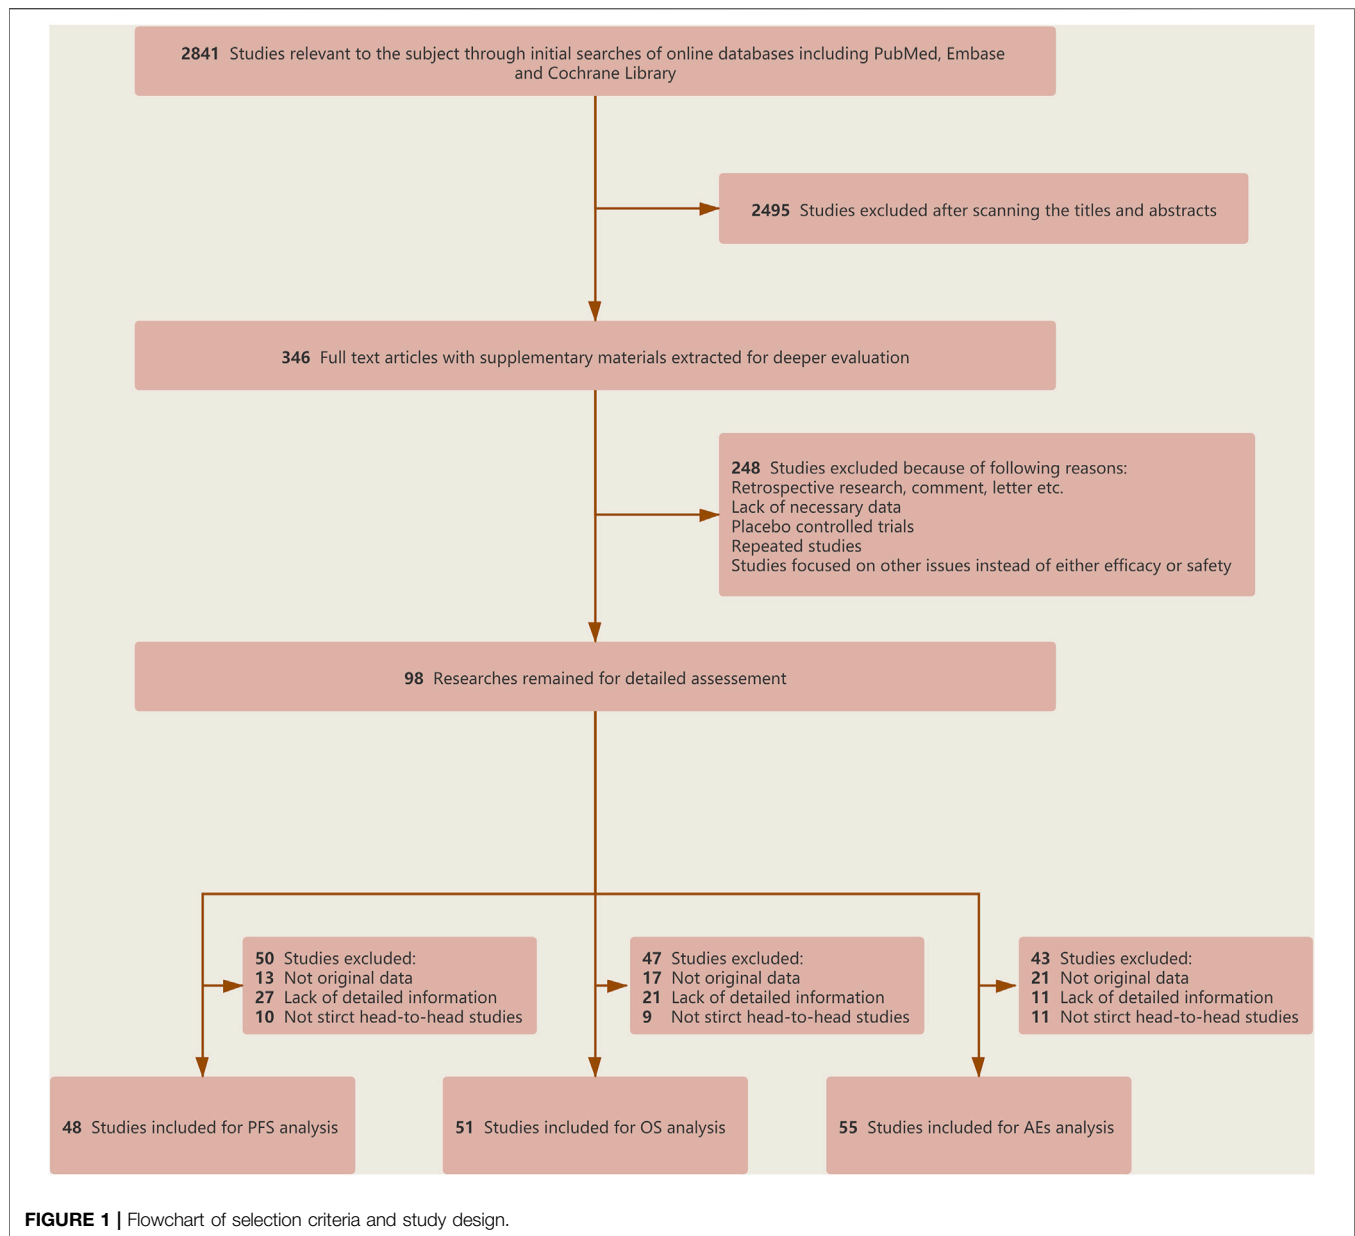 2841 Studies relevant to the subject through initial searches of online databases including PubMed, Embase
and Cochrane Library
2495 Studies excluded after scanning the titles and abstracts
346 Full text articles with supplementary materials extracted for deeper evaluation
248 Studies excluded because of following reasons:
Retrospective research, comment, letter etc.
Lack of necessary data
Placebo controlled trials
Repeated studies
Studies focused on other issues instead of either efficacy or safety
98 Researches remained for detailed assessement
50 Studies excluded:
13 Not original data
27 Lack of detailed information
10 Not stirct head-to-head studies
47 Studies excluded:
17 Not original data
21 Lack of detailed information
9 Not stirct head-to-head studies
43 Studies excluded:
21 Not original data
11 Lack of detailed information
11 Not stirct head-to-head studies
48 Studies included for PFS analysis
51 Studies included for OS analysis
55 Studies included for AEs analysis
FIGURE 1 | Flowchart of selection criteria and study design.